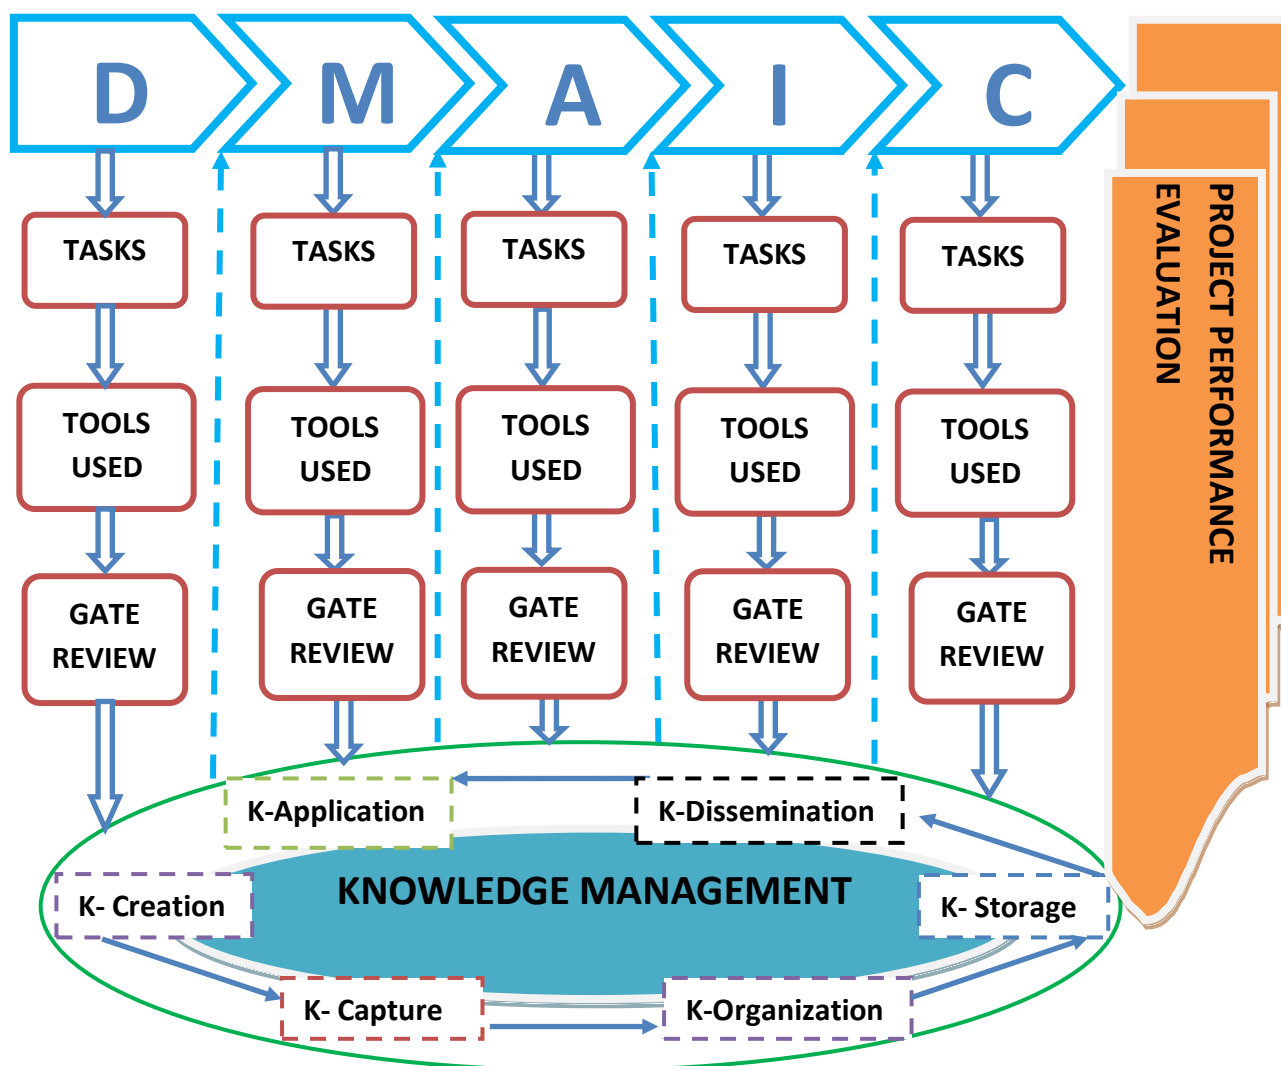 D
M
A
I
C
TASKS
TASKS
TASKS
TASKS
TASKS
TOOLS
USED
TOOLS
USED
TOOLS
USED
TOOLS
USED
TOOLS
USED
GATE
REVIEW
GATE
REVIEW
GATE
REVIEW
GATE
REVIEW
GATE
REVIEW
PROJECT PERFORMANCE
EVALUATION
K-Application
K-Dissemination
KNOWLEDGE MANAGEMENT
K- Creation
K- Storage
K- Capture
K-Organization